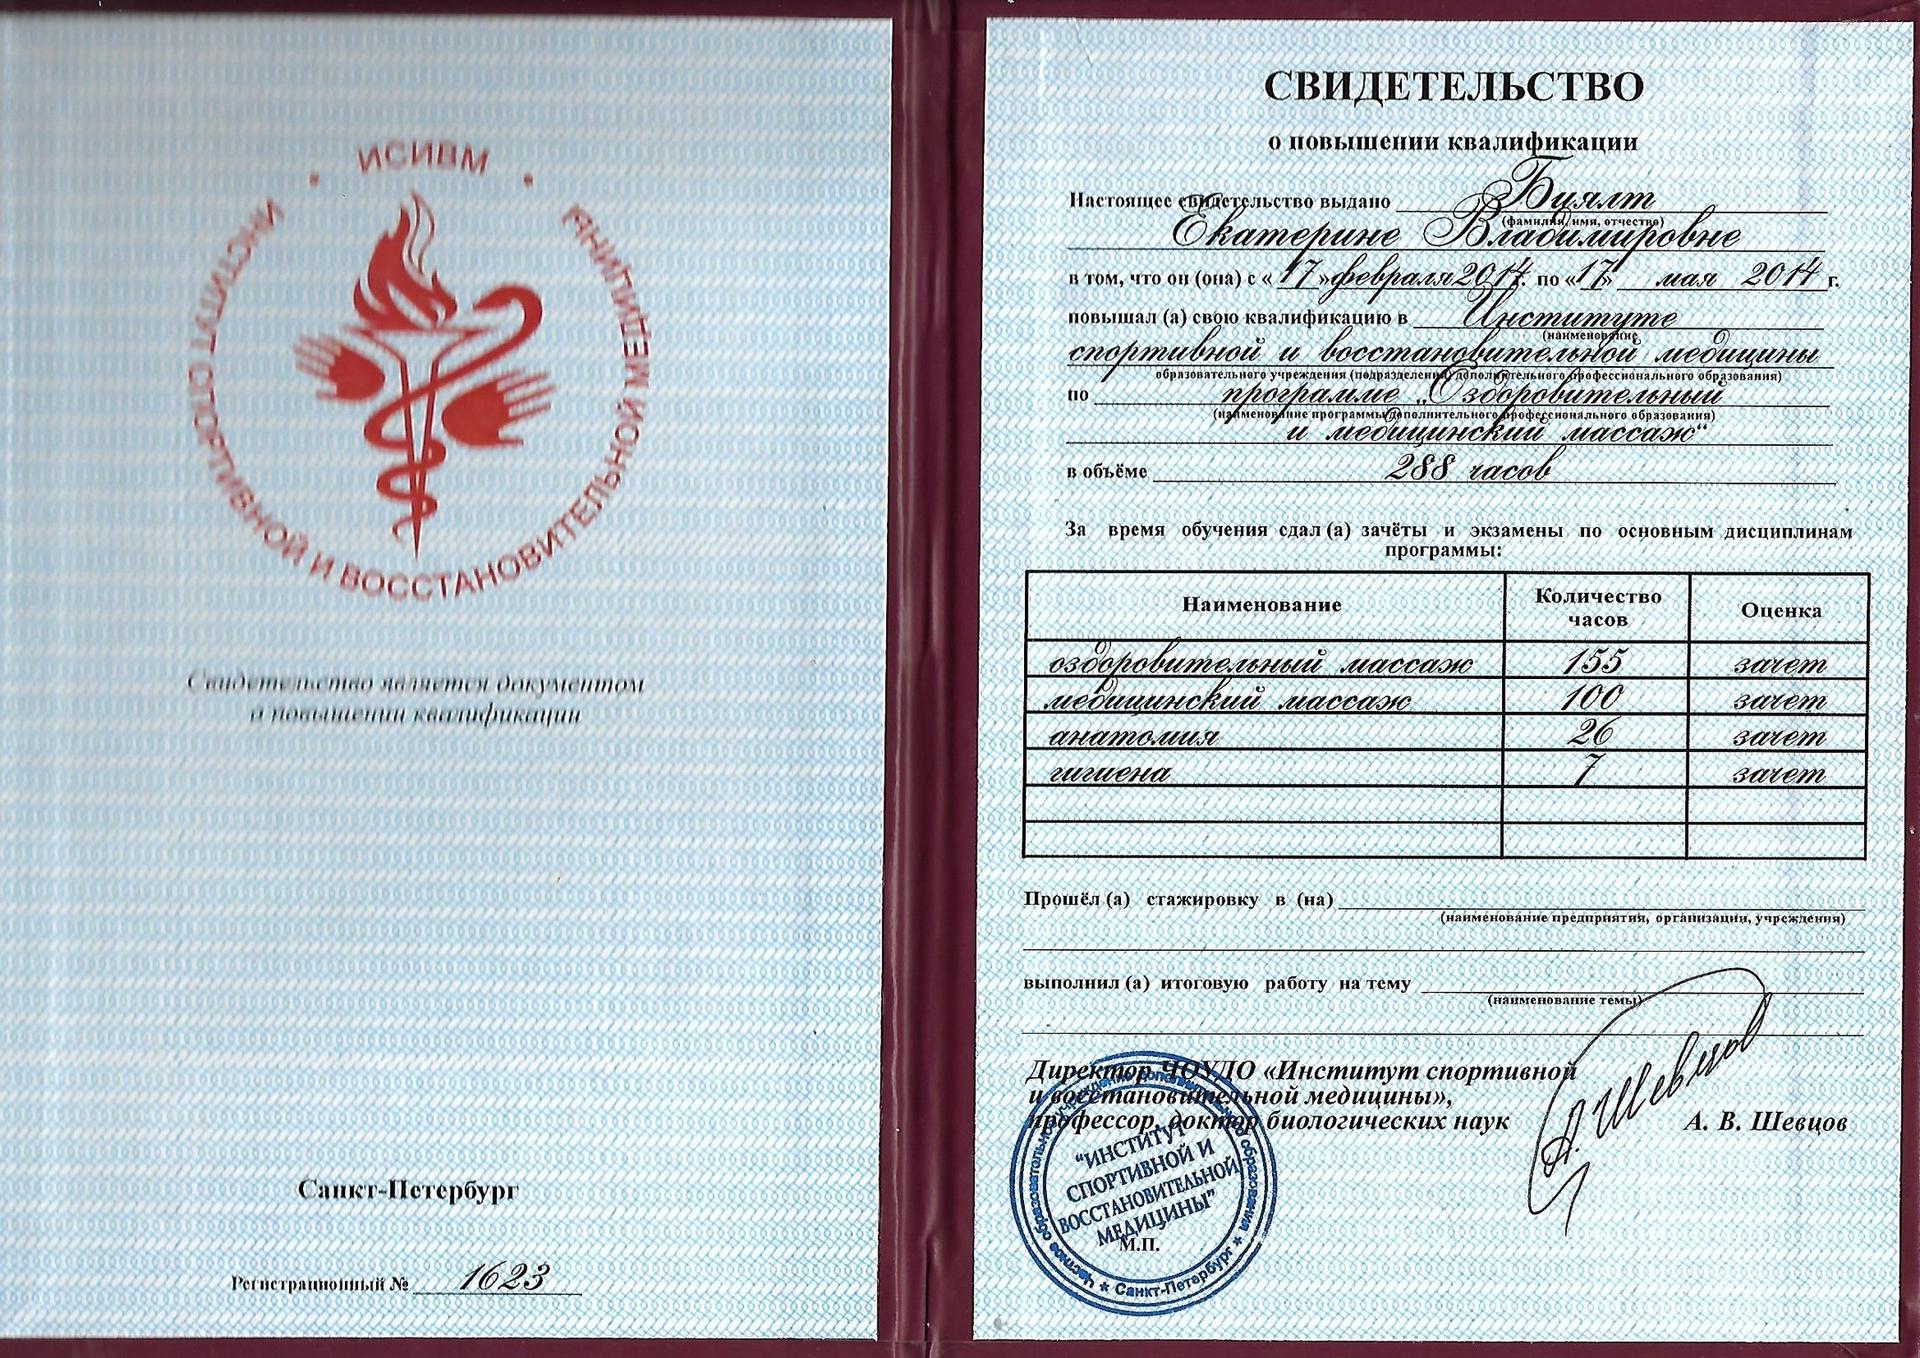 ИСИВМ
ИНСТИТУТ СПОРТИВНОЙ И ВОССТАНОВИТЕЛЬНОЙ МЕДИЦИНЫ
Свидетельство является документом
о повышении квалификации
Санкт-Петербург
Регистрационный № 1623
СВИДЕТЕЛЬСТВО
о повышении квалификации
Настоящее свидетельство выдано Буялт
(фамилия, имя, отчество)
Екатерине Владимировне
в том, что он (она) с «17» февраля 2014 г. по «17» мая 2014 г.
повышал (а) свою квалификацию в Институте
(наименование
спортивной и восстановительной медицины
образовательного учреждения (подразделения) дополнительного профессионального образования)
по программе „Оздоровительный
(наименование программы дополнительного профессионального образования)
и медицинский массаж“
в объёме 288 часов
За время обучения сдал (а) зачёты и экзамены по основным дисциплинам
программы:
Наименование Количество часов Оценка
оздоровительный массаж 155 зачет
медицинский массаж 100 зачет
анатомия 26 зачет
гигиена 7 зачет
Прошёл (а) стажировку в (на)
(наименование предприятия, организации, учреждения)
выполнил (а) итоговую работу на тему
(наименование темы)
Директор ЧОУДО «Институт спортивной
и восстановительной медицины»,
профессор, доктор биологических наук А. В. Шевцов
А. Шевцов
Частное образовательное учреждение дополнительного образования * Санкт-Петербург *
"ИНСТИТУТ
СПОРТИВНОЙ И
ВОССТАНОВИТЕЛЬНОЙ
МЕДИЦИНЫ"
М.П.